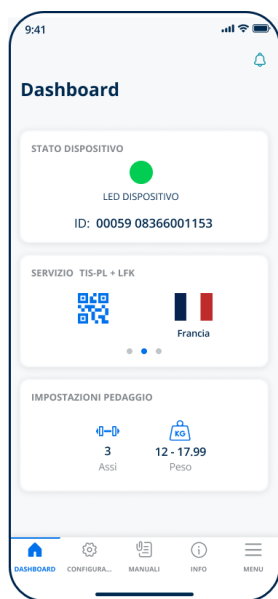 9:41
Dashboard
STATO DISPOSITIVO
LED DISPOSITIVO
ID: 00059 08366001153
SERVIZIO TIS-PL + LFK
Francia
IMPOSTAZIONI PEDAGGIO
KG
3
12 - 17.99
Assi
Peso
DASHBOARD
CONFIGURA...
MANUALI
INFO
MENU